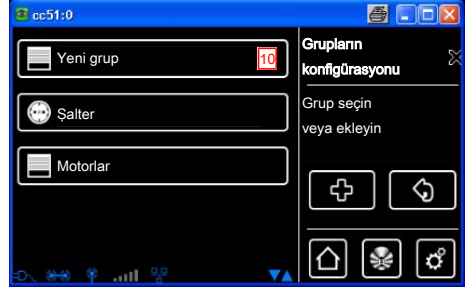 cc51:0
Yeni grup
10
Şalter
Motorlar
Grupların
konfigürasyonu
Grup seçin
veya ekleyin